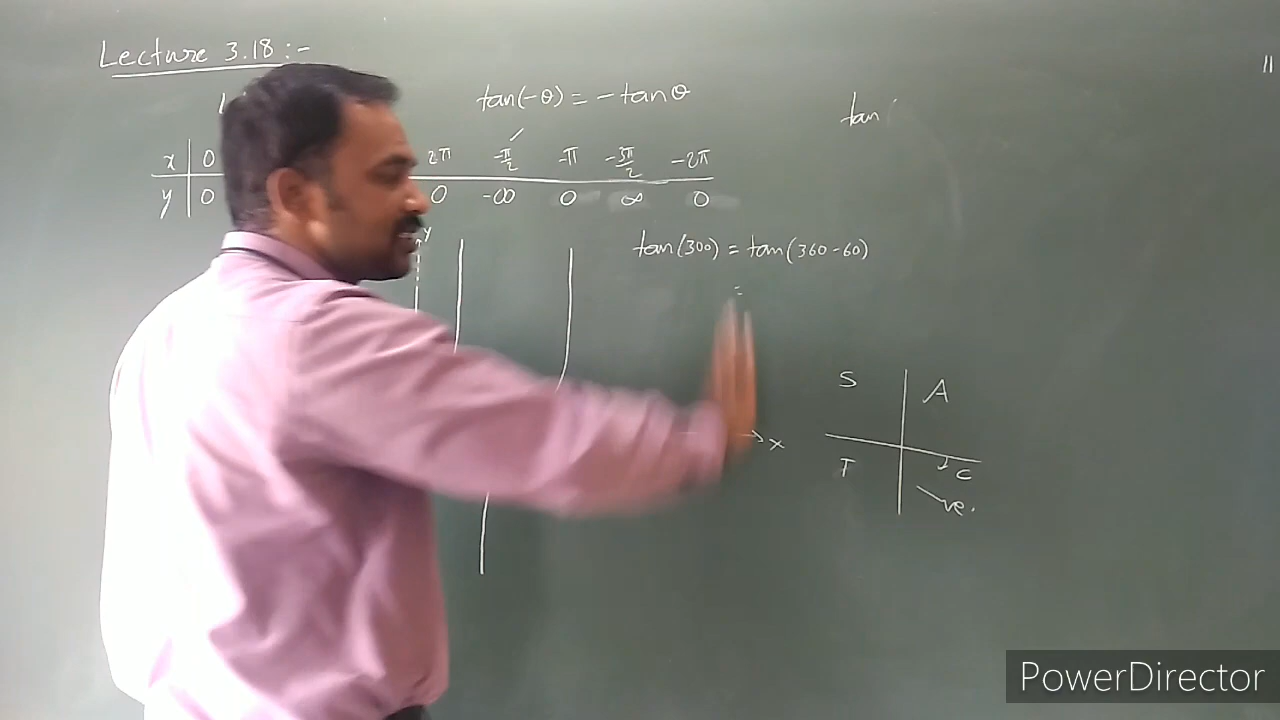 Lecture 3.18 :-
11
tan(-θ) = - tanθ
tan(
x 0 2π -π/2 -π -3π/2 -2π
y 0 0 -∞ 0 ∞ 0
y
tan(300) = tan(360-60)
=
S A
x
T C
-ve.
PowerDirector